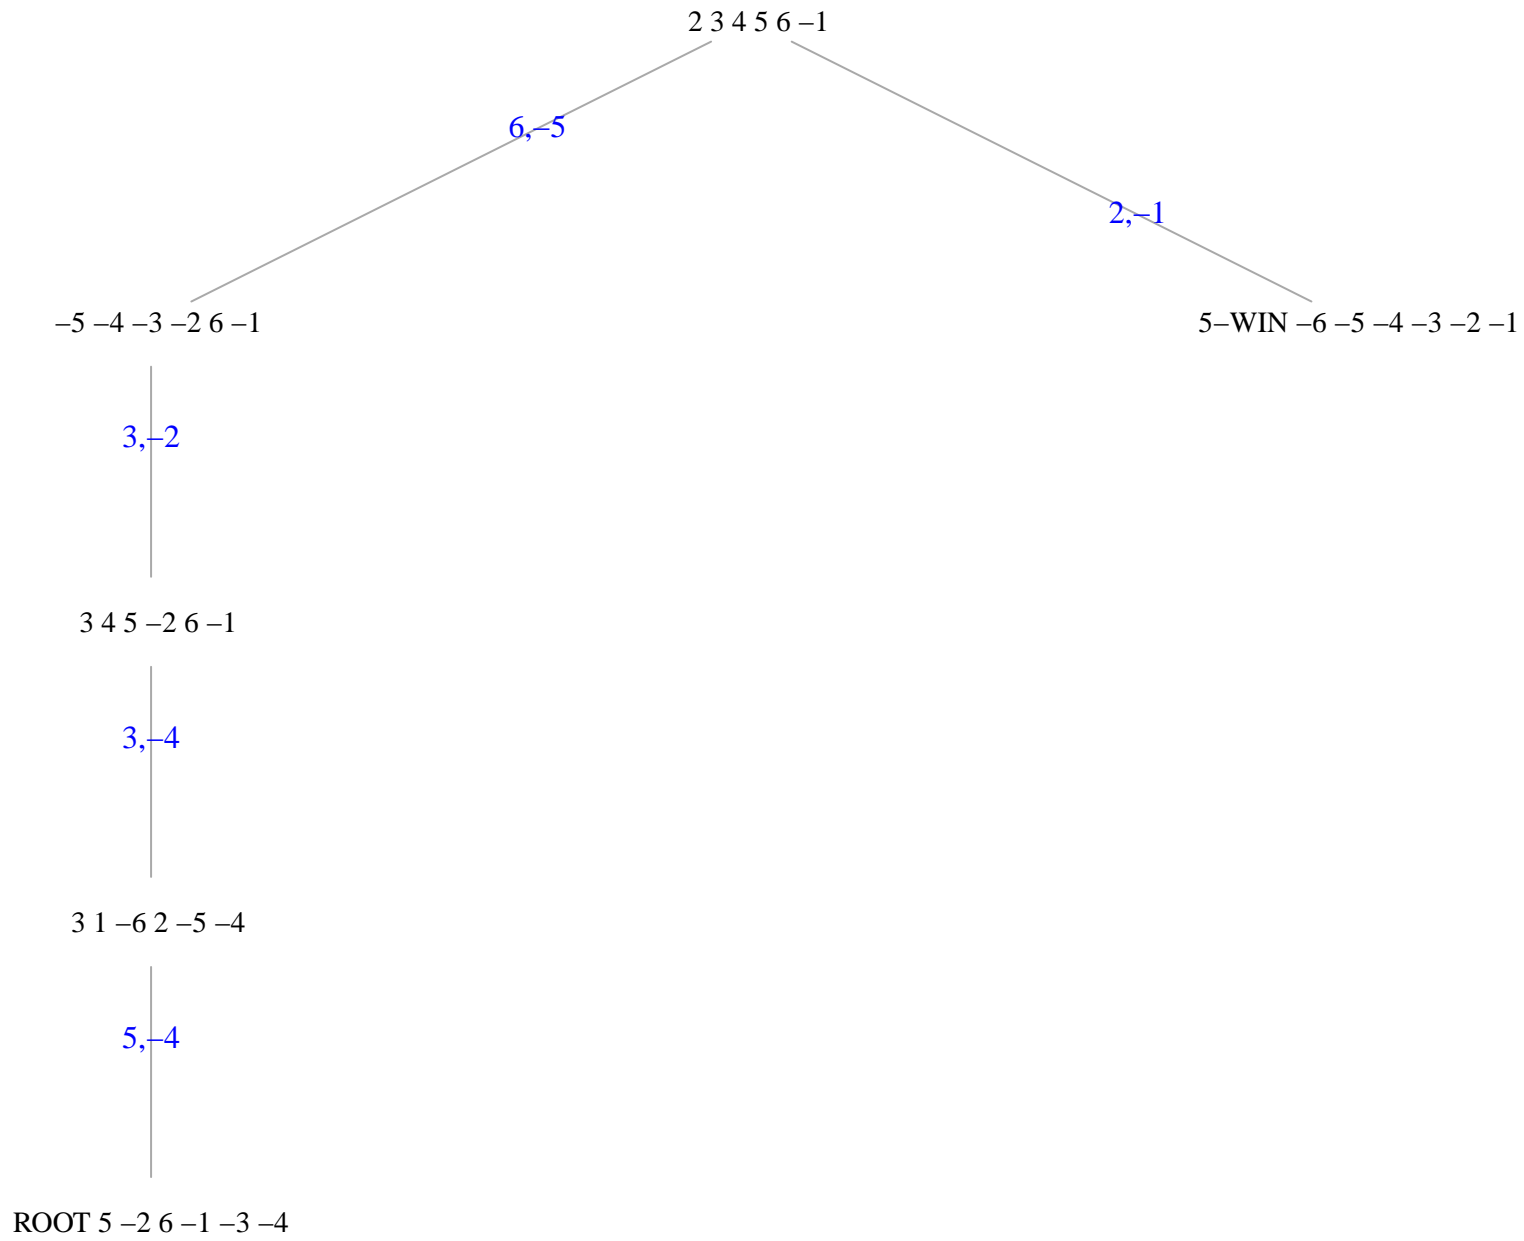 2 3 4 5 6 –1
6,–5
2,–1
–5 –4 –3 –2 6 –1
5–WIN –6 –5 –4 –3 –2 –1
3,–2
3 4 5 –2 6 –1
3,–4
3 1 –6 2 –5 –4
5,–4
ROOT 5 –2 6 –1 –3 –4